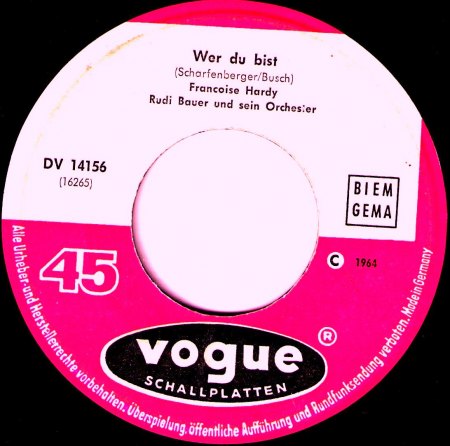 Wer du bist
(Scharfenberger/Busch)
Francoise Hardy
Rudi Bauer und sein Orchester
DV 14156
(16265)
BIEM
GEMA
45
C 1964
vogue ®
SCHALLPLATTEN
Alle Urheber- und Herstellerrechte vorbehalten. Überspielung, öffentliche Aufführung und Rundfunksendung verboten. Made in Germany